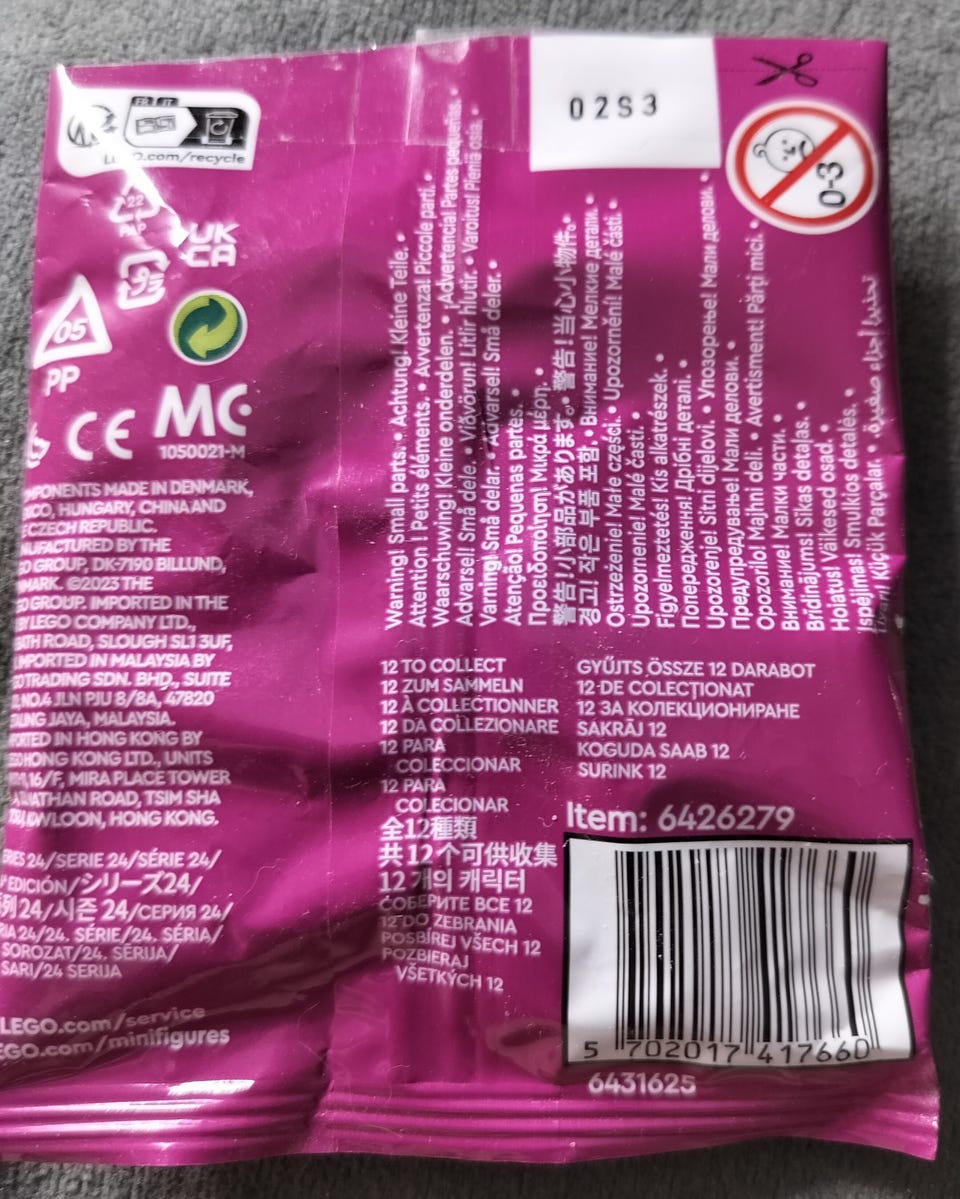 02S3
FR IT
LEGO.com/recycle
0-3
22
PAP
UK
CA
05
PP
CE
MC
1050021-M
COMPONENTS MADE IN DENMARK,
HUNGARY, CHINA AND
CZECH REPUBLIC.
MANUFACTURED BY THE
GROUP, DK-7190 BILLUND,
©2023 THE
GROUP. IMPORTED IN THE
LEGO COMPANY LTD.,
ROAD, SLOUGH SL1 3UF,
IMPORTED IN MALAYSIA BY
TRADING SDN. BHD., SUITE
NO.4 JLN PJU 8/8A, 47820
JAYA, MALAYSIA.
IN HONG KONG BY
HONG KONG LTD., UNITS
16/F, MIRA PLACE TOWER
NATHAN ROAD, TSIM SHA
KOWLOON, HONG KONG.
24/SERIE 24/SÉRIE 24/
EDICIÓN/シリーズ24/
24/시즌 24/СЕРИЯ 24/
24/24. SÉRIE/24. SÉRIA/
SOROZAT/24. SĒRIJA/
24 SERIJA
LEGO.com/service
LEGO.com/minifigures
Warning! Small parts. • Achtung! Kleine Teile. •
Attention ! Petits éléments. • Avvertenza! Piccole parti. •
Waarschuwing! Kleine onderdelen. • ¡Advertencia! Partes pequeñas. •
Advarsel! Små dele. • Viðvörun! Litlir hlutir. • Varoitus! Pieniä osia. •
Varning! Små delar. • Advarsel! Små deler. •
Atenção! Pequenas partes. •
Προειδοποίηση! Μικρά μέρη. •
警告！小部品があります。• 警告！当心小物件。•
경고! 작은 부품 포함. Внимание! Мелкие детали. •
Ostrzeżenie! Małe części. • Upozornění! Malé části. •
Upozornenie! Malé časti. •
Figyelmeztetés! Kis alkatrészek. •
Попередження! Дрібні деталі. •
Upozorenje! Sitni dijelovi. • Упозорење! Мали делови. •
Предупредување! Мали делови. •
Opozorilo! Majhni deli. • Avertisment! Părți mici. •
Внимание! Малки части. •
Brīdinājums! Sīkas detaļas. •
Hoiatus! Väikesed osad. •
Įspėjimas! Smulkios detalės. •
Küçük Parçalar. • تحذير! أجزاء صغيرة.
12 TO COLLECT
12 ZUM SAMMELN
12 À COLLECTIONNER
12 DA COLLEZIONARE
12 PARA
COLECCIONAR
12 PARA
COLECIONAR
全12種類
共12个可供收集
12 개의 캐릭터
СОБЕРИТЕ ВСЕ 12
12 DO ZEBRANIA
POSBÍREJ VŠECH 12
POZBIERAJ
VŠETKÝCH 12
GYŰJTS ÖSSZE 12 DARABOT
12 DE COLECȚIONAT
12 ЗА КОЛЕКЦИОНИРАНЕ
SAKRĀJ 12
KOGUDA SAAB 12
SURINK 12
Item: 6426279
5 702017 417660
6431625